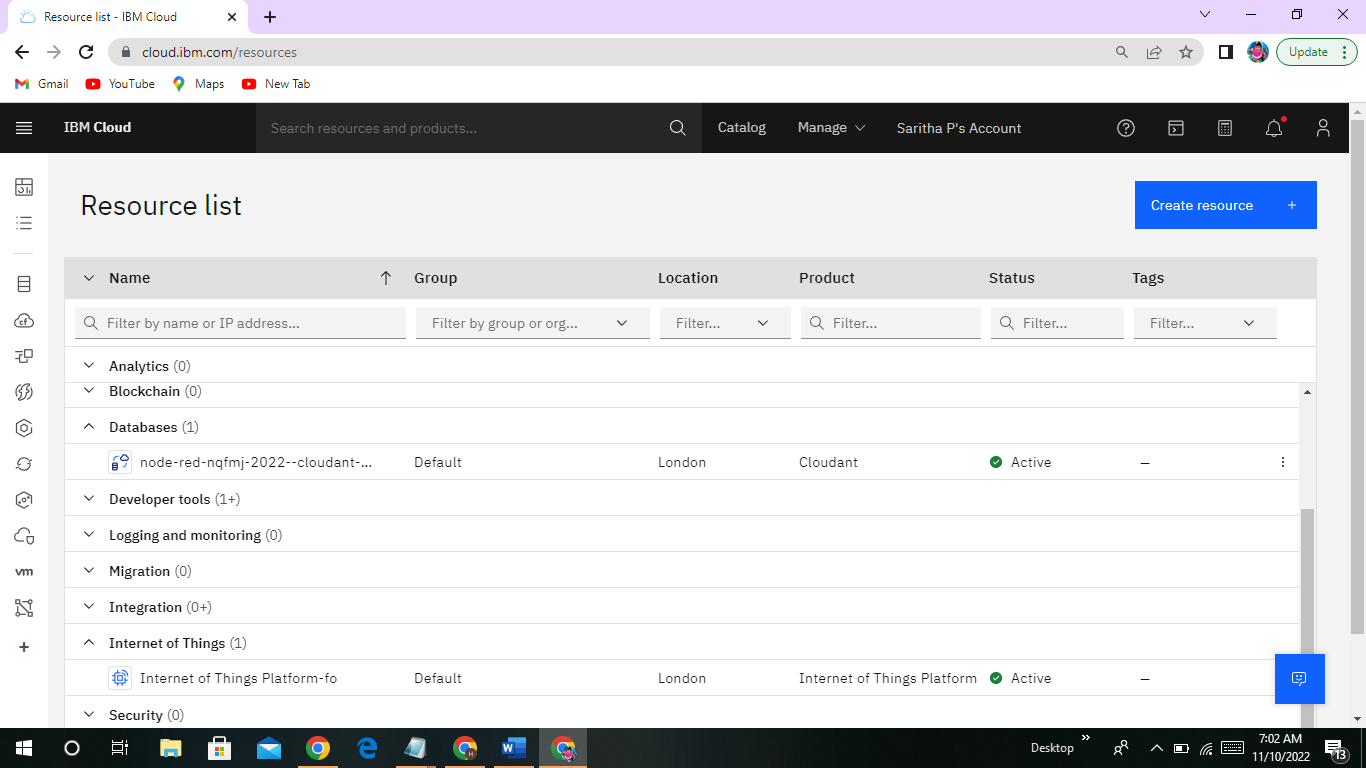 Resource list - IBM Cloud
cloud.ibm.com/resources
Update
Gmail YouTube Maps New Tab
IBM Cloud Search resources and products... Catalog Manage Saritha P's Account
Resource list
Create resource +
Name Group Location Product Status Tags
Filter by name or IP address... Filter by group or org... Filter... Filter... Filter... Filter...
Analytics (0)
Blockchain (0)
Databases (1)
node-red-nqfmj-2022--cloudant-... Default London Cloudant Active –
Developer tools (1+)
Logging and monitoring (0)
Migration (0)
Integration (0+)
Internet of Things (1)
Internet of Things Platform-fo Default London Internet of Things Platform Active –
Security (0)
cf
vm
Desktop
7:02 AM
11/10/2022
13